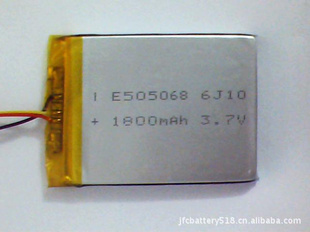 | E505068 6J10
+ 1800mAh 3.7V
jfcbattery518.cn.alibaba.com